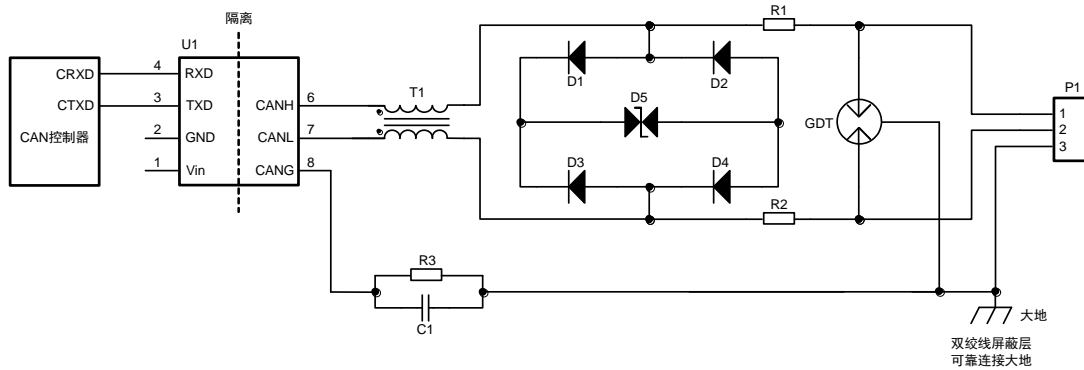 隔离
U1
R1
CRXD
4
RXD
D1
D2
CTXD
3
TXD
CANH
6
T1
D5
GDT
P1
1
2
3
CAN控制器
2
GND
CANL
7
1
Vin
CANG
8
D3
D4
R2
R3
C1
大地
双绞线屏蔽层
可靠连接大地